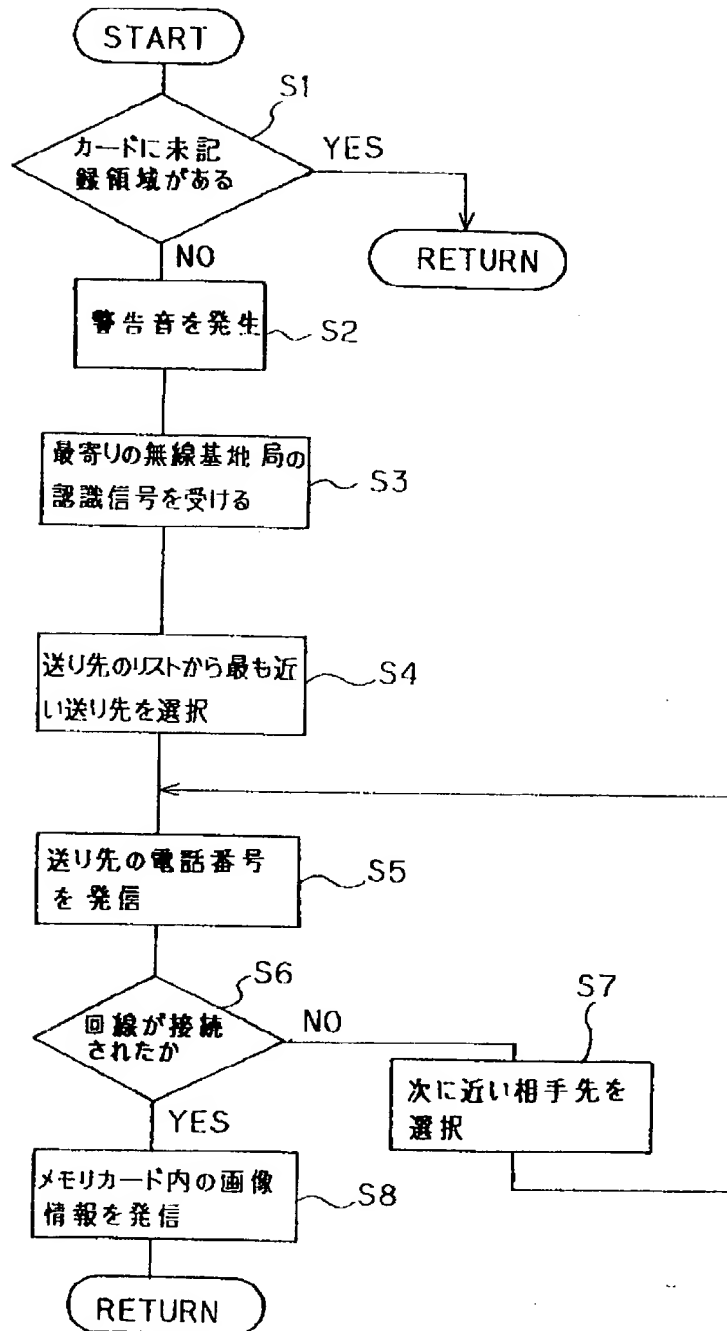 START
S1
カードに未記
録領域がある
YES
RETURN
NO
警告音を発生
S2
最寄りの無線基地局の
認識信号を受ける
S3
送り先のリストから最も近
い送り先を選択
S4
送り先の電話番号
を発信
S5
S6
回線が接続
されたか
NO
S7
次に近い相手先を
選択
YES
メモリカード内の画像
情報を発信
S8
RETURN